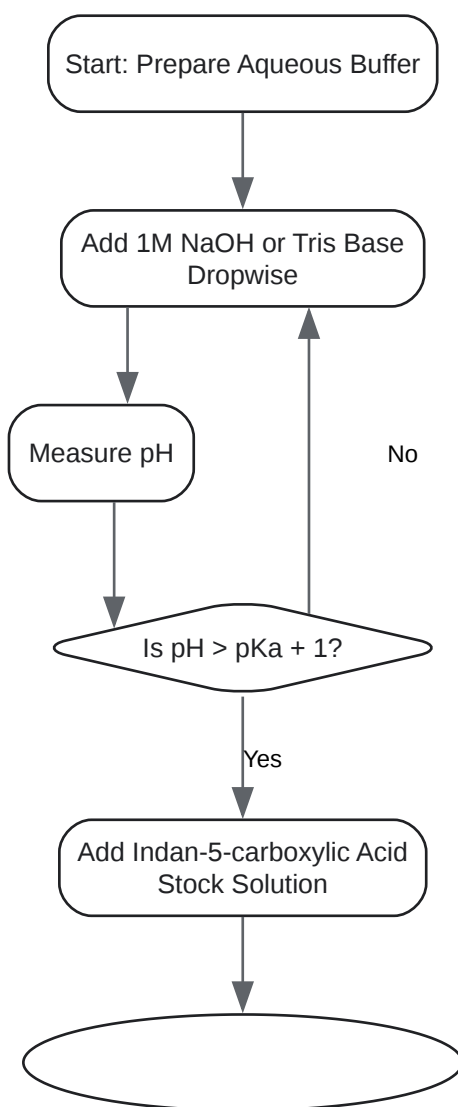 Start: Prepare Aqueous Buffer
Add 1M NaOH or Tris Base
Dropwise
Measure pH
No
Is pH > pKa + 1?
Yes
Add Indan-5-carboxylic Acid
Stock Solution